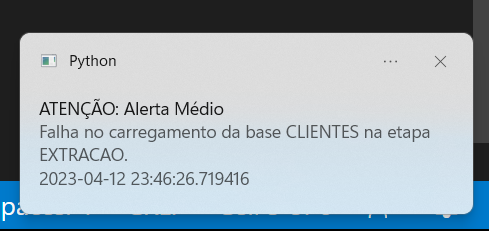 Python
ATENÇÃO: Alerta Médio
Falha no carregamento da base CLIENTES na etapa
EXTRACAO.
2023-04-12 23:46:26.719416